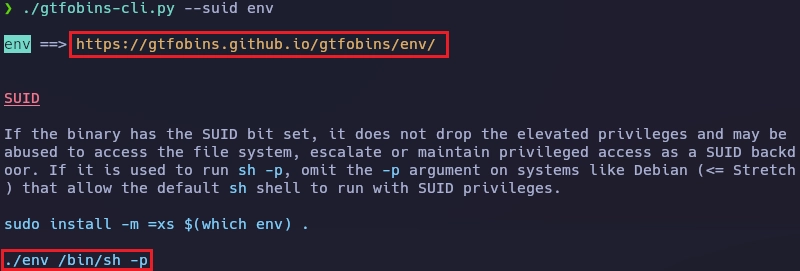 ❯ ./gtfobins-cli.py --suid env
env ==> https://gtfobins.github.io/gtfobins/env/
SUID
If the binary has the SUID bit set, it does not drop the elevated privileges and may be
abused to access the file system, escalate or maintain privileged access as a SUID backd
oor. If it is used to run sh -p, omit the -p argument on systems like Debian (<= Stretch
) that allow the default sh shell to run with SUID privileges.
sudo install -m =xs $(which env) .
./env /bin/sh -p